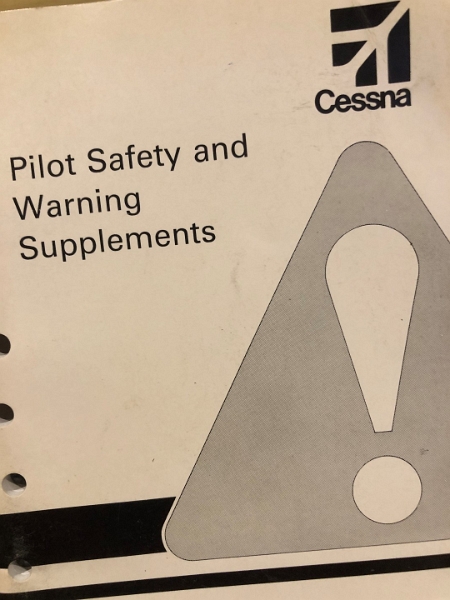 Cessna
Pilot Safety and
Warning
Supplements